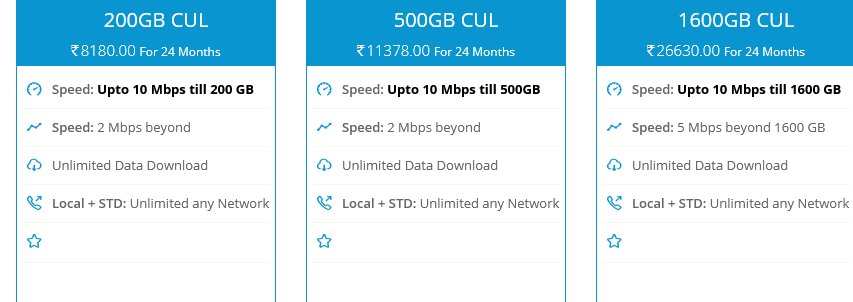 200GB CUL
₹8180.00 For 24 Months
Speed: Upto 10 Mbps till 200 GB
Speed: 2 Mbps beyond
Unlimited Data Download
Local + STD: Unlimited any Network
500GB CUL
₹11378.00 For 24 Months
Speed: Upto 10 Mbps till 500GB
Speed: 2 Mbps beyond
Unlimited Data Download
Local + STD: Unlimited any Network
1600GB CUL
₹26630.00 For 24 Months
Speed: Upto 10 Mbps till 1600 GB
Speed: 5 Mbps beyond 1600 GB
Unlimited Data Download
Local + STD: Unlimited any Network